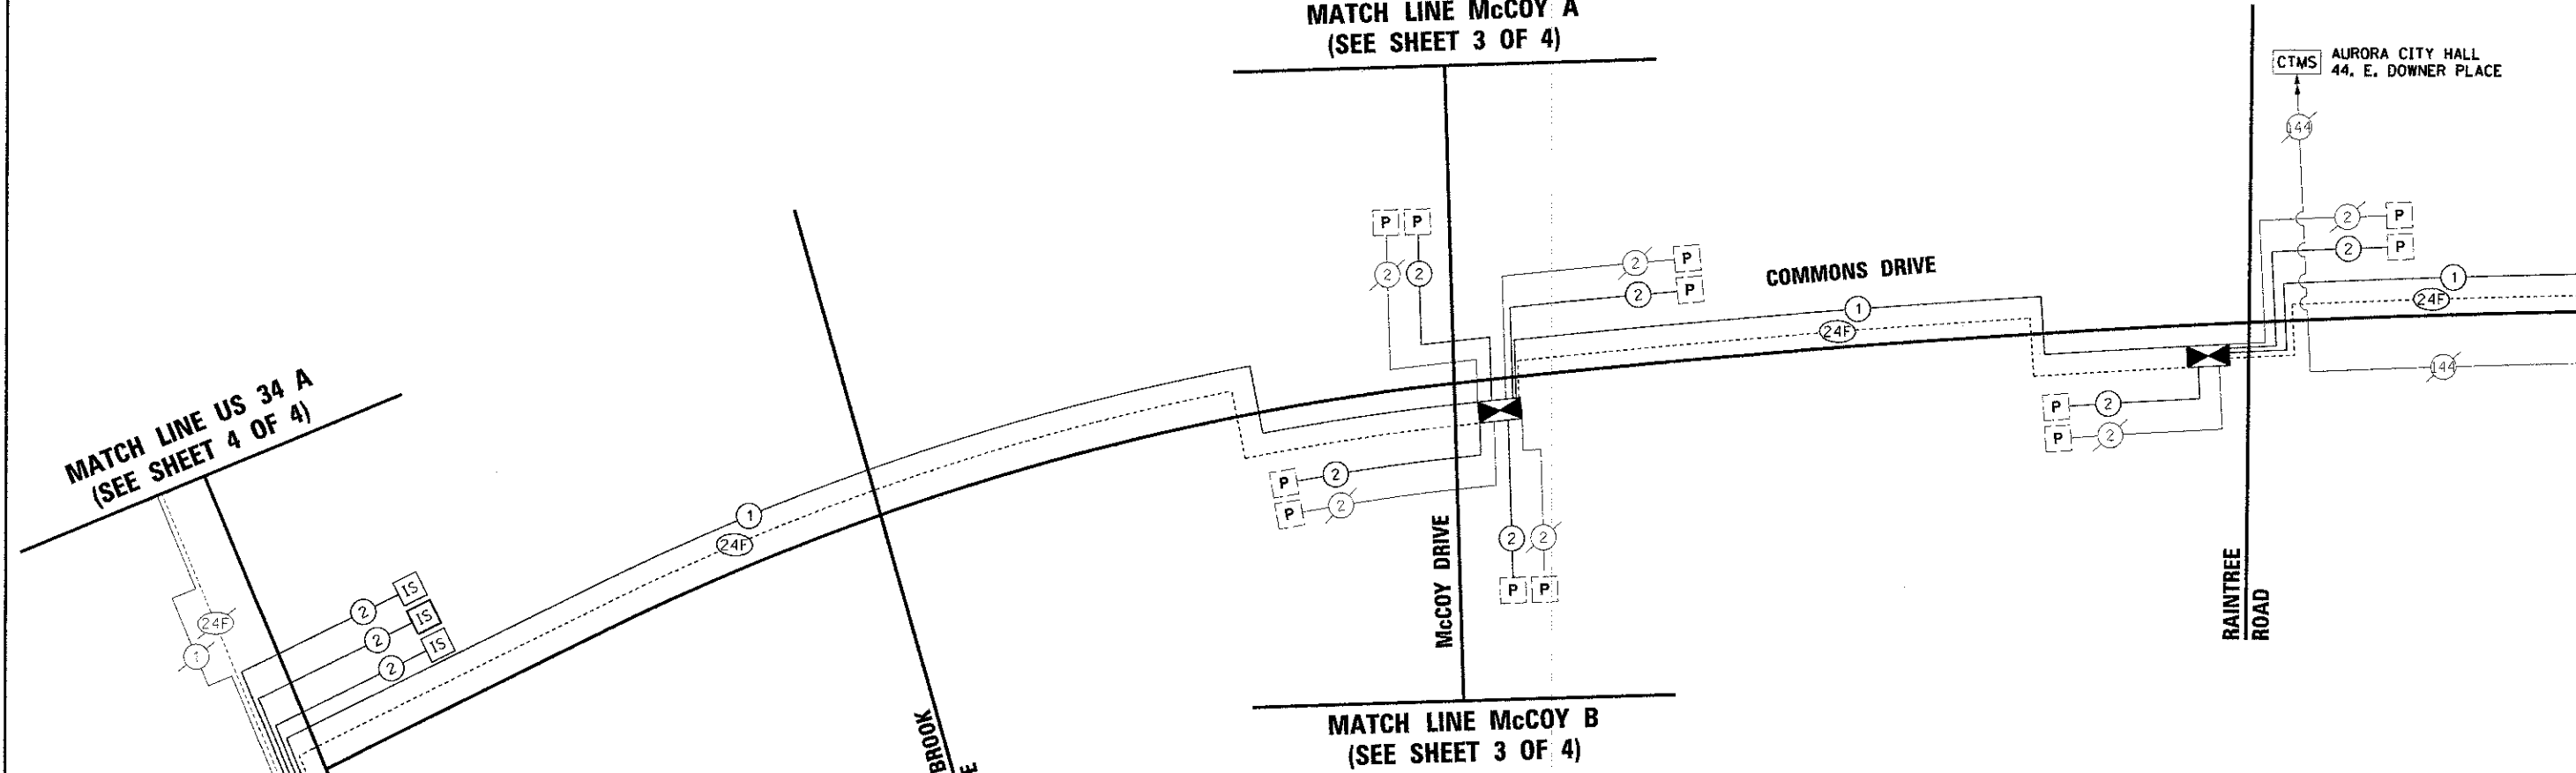 MATCH LINE McCOY A
(SEE SHEET 3 OF 4)
CTMS
AURORA CITY HALL
44. E. DOWNER PLACE
144
P
P
2
2
2
P
2
P
COMMONS DRIVE
1
24F
2
P
2
P
1
24F
144
MATCH LINE US 34 A
(SEE SHEET 4 OF 4)
1
24F
P
2
P
2
2
2
P
P
P
2
P
2
McCOY DRIVE
RAINTREE
ROAD
24F
1
2
IS
2
IS
2
IS
BROOK
MATCH LINE McCOY B
(SEE SHEET 3 OF 4)